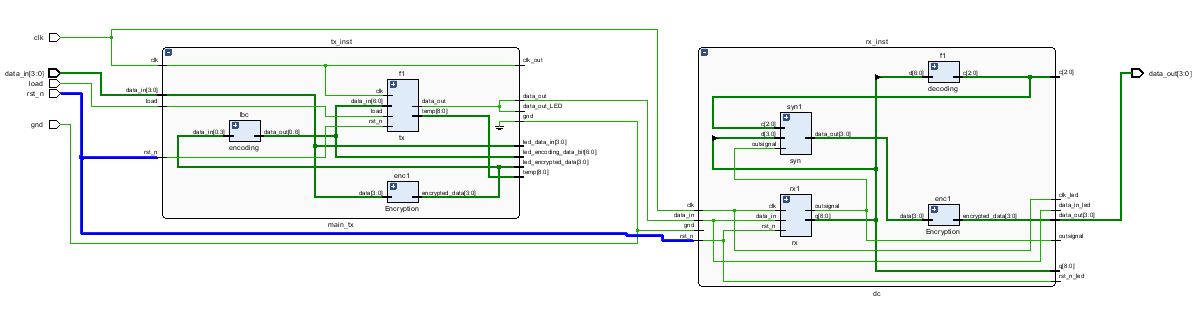 clk
data_in[3:0]
load
rst_n
gnd
tx_inst
clk
data_in[3:0]
load
rst_n
lbc
data_in[0:3]
data_out[0:6]
encoding
f1
clk
data_in[6:0]
load
rst_n
data_out
temp[8:0]
tx
enc1
data[3:0]
encrypted_data[3:0]
Encryption
clk_out
data_out
data_out_LED
gnd
led_data_in[3:0]
led_encoding_data_bit[6:0]
led_encrypted_data[3:0]
temp[8:0]
main_tx
rx_inst
clk
data_in
gnd
rst_n
f1
d[6:0]
c[2:0]
decoding
syn1
c[2:0]
d[3:0]
outsignal
data_out[3:0]
syn
rx1
clk
data_in
rst_n
outsignal
q[8:0]
rx
enc1
data[3:0]
encrypted_data[3:0]
Encryption
c[2:0]
clk_led
data_in_led
data_out[3:0]
outsignal
q[8:0]
rst_n_led
dc
data_out[3:0]